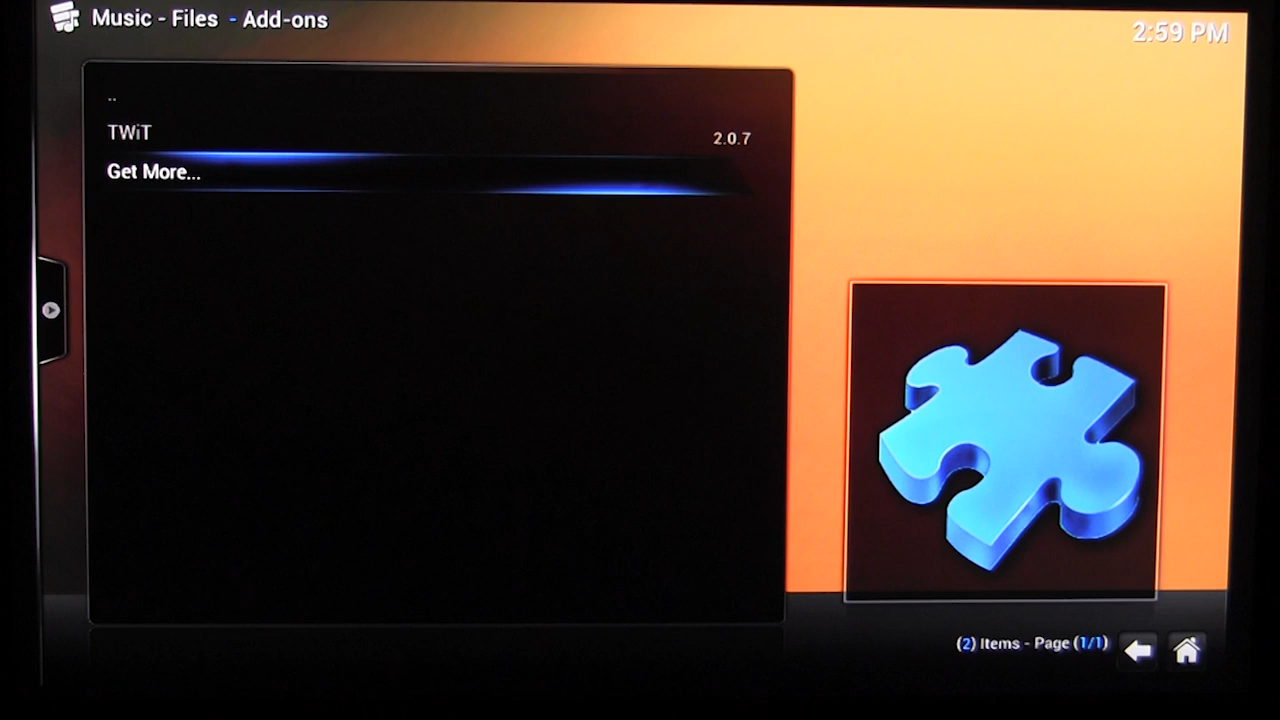 Music - Files - Add-ons
2:59 PM
..
TWiT 2.0.7
Get More...
(2) Items - Page (1/1)